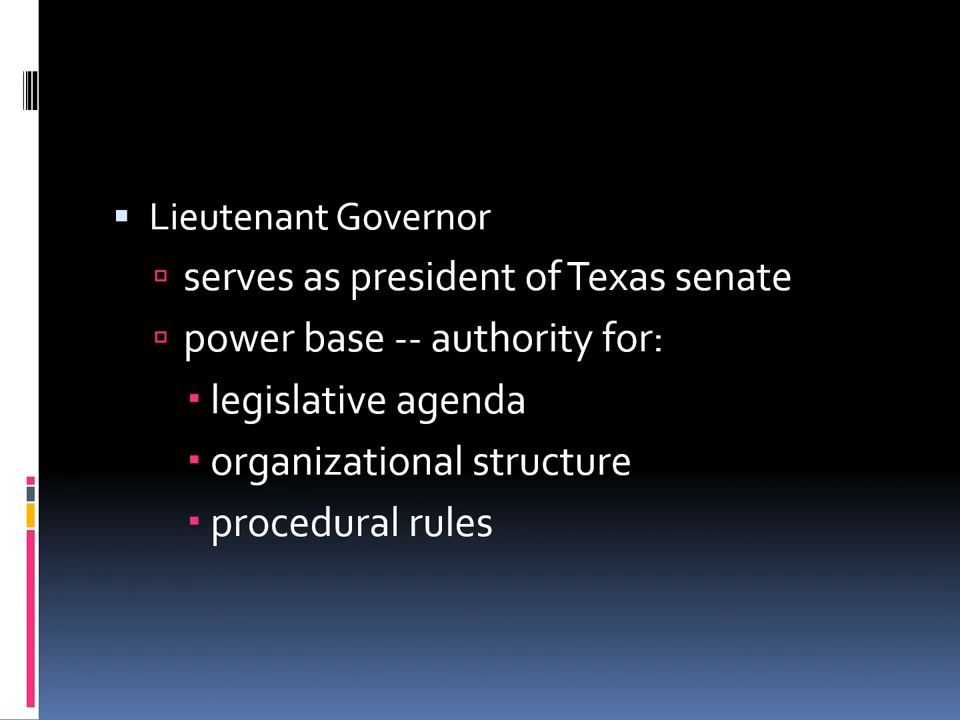 Lieutenant Governor
serves as president of Texas senate
power base -- authority for:
legislative agenda
organizational structure
procedural rules